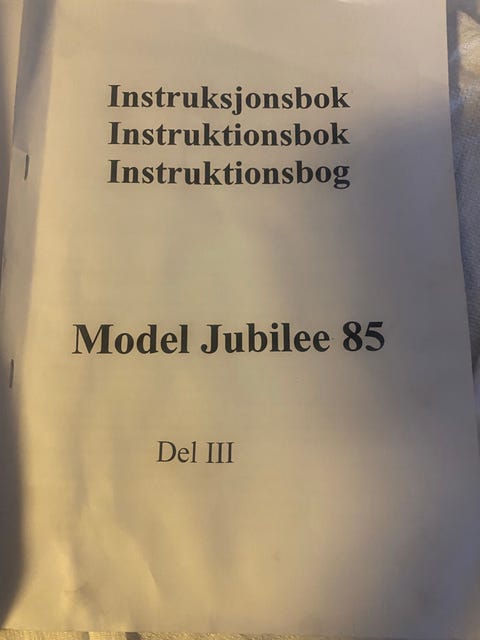 Instruksjonsbok
Instruktionsbok
Instruktionsbog
Model Jubilee 85
Del III